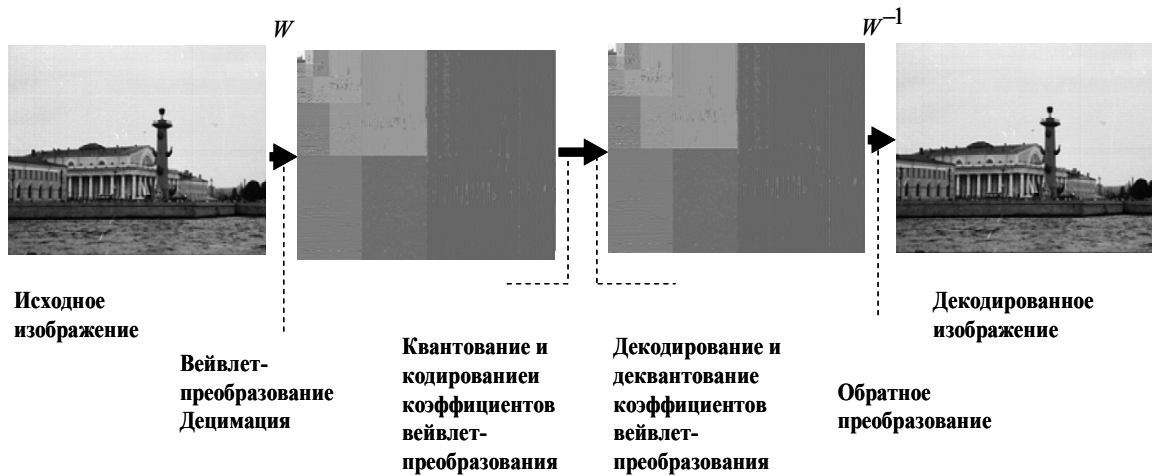 W
W⁻¹
Исходное
изображение
Вейвлет-
преобразование
Децимация
Квантование и
кодированиеи
коэффициентов
вейвлет-
преобразования
Декодирование и
деквантование
коэффициентов
вейвлет-
преобразования
Обратное
преобразование
Декодированное
изображение